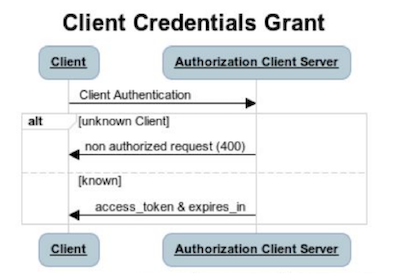 Client Credentials Grant
Client
Authorization Client Server
Client Authentication
alt
[unknown Client]
non authorized request (400)
[known]
access_token & expires_in
Client
Authorization Client Server